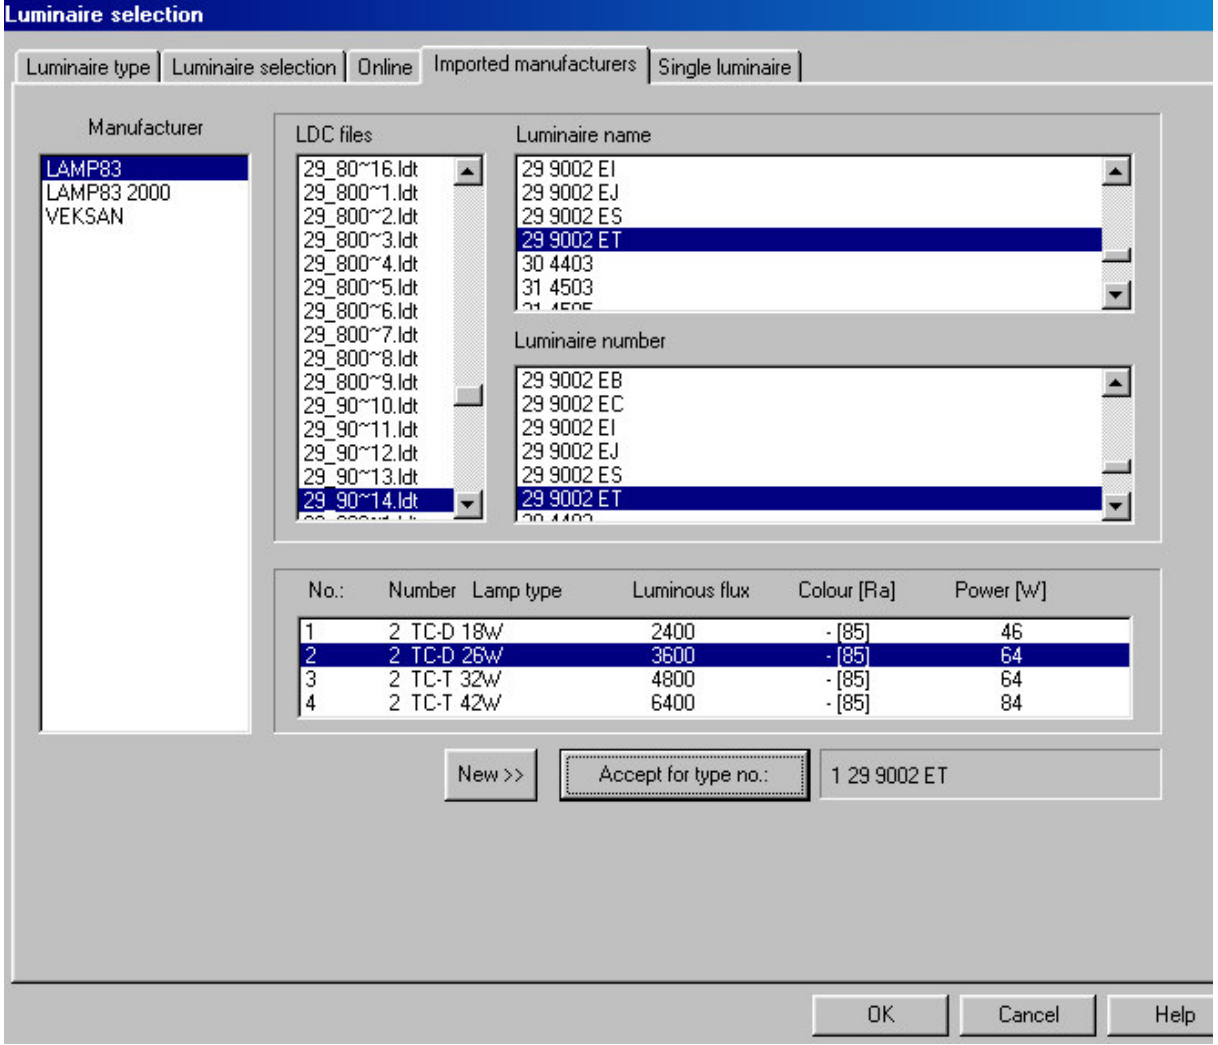 Luminaire selection
Luminaire type Luminaire selection Online Imported manufacturers Single luminaire
Manufacturer
LAMP83
LAMP83 2000
VEKSAN
LDC files
29_80~16.ldt
29_800~1.ldt
29_800~2.ldt
29_800~3.ldt
29_800~4.ldt
29_800~5.ldt
29_800~6.ldt
29_800~7.ldt
29_800~8.ldt
29_800~9.ldt
29_90~10.ldt
29_90~11.ldt
29_90~12.ldt
29_90~13.ldt
29_90~14.ldt
Luminaire name
29 9002 EI
29 9002 EJ
29 9002 ES
29 9002 ET
30 4403
31 4503
Luminaire number
29 9002 EB
29 9002 EC
29 9002 EI
29 9002 EJ
29 9002 ES
29 9002 ET
No.: Number Lamp type Luminous flux Colour [Ra] Power [W]
1 2 TC-D 18W 2400 - [85] 46
2 2 TC-D 26W 3600 - [85] 64
3 2 TC-T 32W 4800 - [85] 64
4 2 TC-T 42W 6400 - [85] 84
New >> Accept for type no.: 1 29 9002 ET
OK Cancel Help